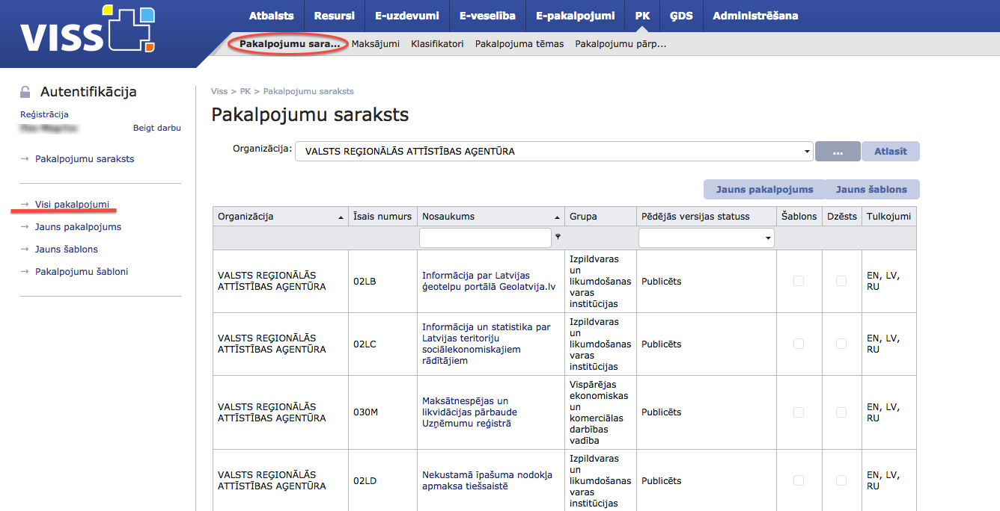 VISS
Atbalsts Resursi E-uzdevumi E-veselība E-pakalpojumi PK ĢDS Administrēšana
Pakalpojumu sara... Maksājumi Klasifikatori Pakalpojuma tēmas Pakalpojumu pārp...
Autentifikācija
Reģistrācija
Beigt darbu
→ Pakalpojumu saraksts
→ Visi pakalpojumi
→ Jauns pakalpojums
→ Jauns šablons
→ Pakalpojumu šabloni
Viss > PK > Pakalpojumu saraksts
Pakalpojumu saraksts
Organizācija: VALSTS REĢIONĀLĀS ATTĪSTĪBAS AĢENTŪRA ... Atlasīt
Jauns pakalpojums Jauns šablons
Organizācija Īsais numurs Nosaukums Grupa Pēdējās versijas statuss Šablons Dzēsts Tulkojumi
VALSTS REĢIONĀLĀS
ATTĪSTĪBAS AĢENTŪRA
02LB
Informācija par Latvijas
ģeotelpu portālā Geolatvija.lv
Izpildvaras
un
likumdošanas
varas
institūcijas
Publicēts
EN, LV,
RU
VALSTS REĢIONĀLĀS
ATTĪSTĪBAS AĢENTŪRA
02LC
Informācija un statistika par
Latvijas teritoriju
sociālekonomiskajiem
rādītājiem
Izpildvaras
un
likumdošanas
varas
institūcijas
Publicēts
EN, LV,
RU
VALSTS REĢIONĀLĀS
ATTĪSTĪBAS AĢENTŪRA
030M
Maksātnespējas un
likvidācijas pārbaude
Uzņēmumu reģistrā
Vispārējas
ekonomiskas
un
komerciālas
darbības
vadība
Publicēts
EN, LV,
RU
VALSTS REĢIONĀLĀS
ATTĪSTĪBAS AĢENTŪRA
02LD
Nekustamā īpašuma nodokļa
apmaksa tiešsaistē
Izpildvaras
un
likumdošanas
varas
institūcijas
Publicēts
EN, LV,
RU